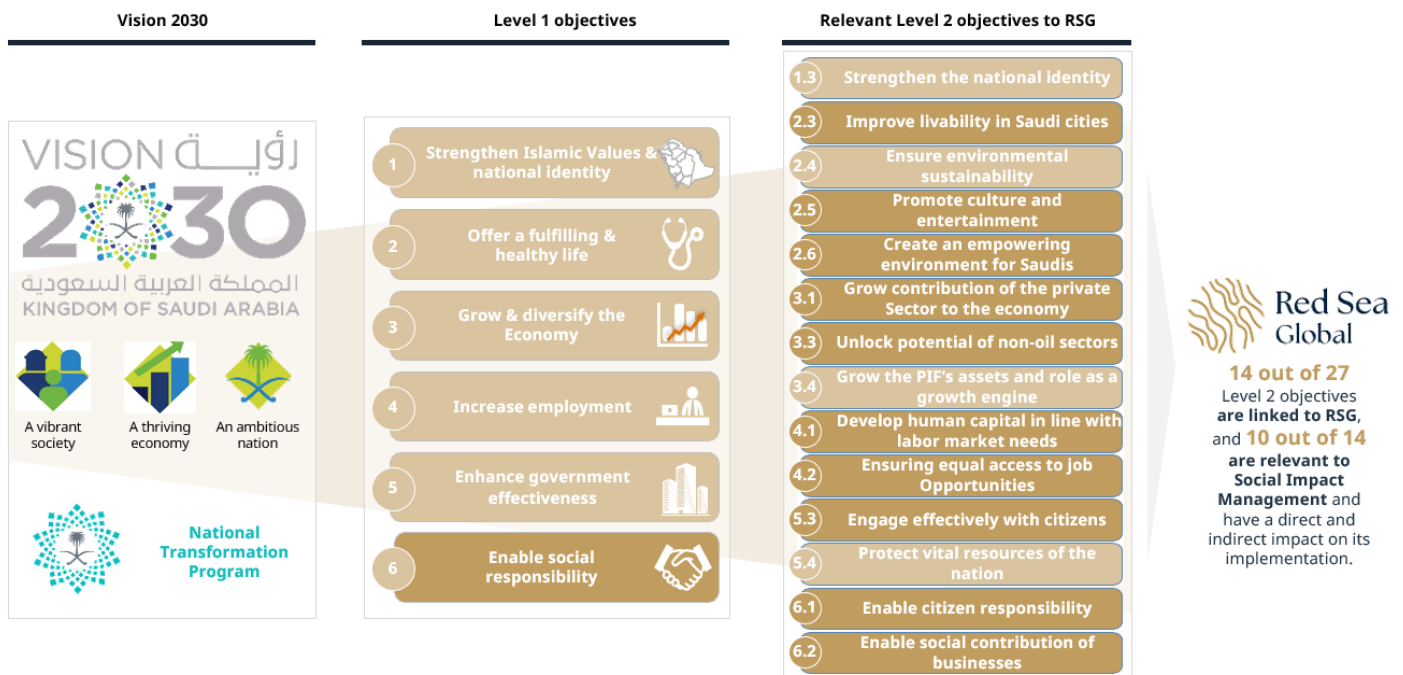 Vision 2030
VISION رؤيـــة
2030
المملكة العربية السعودية
KINGDOM OF SAUDI ARABIA
A vibrant
society
A thriving
economy
An ambitious
nation
National
Transformation
Program
Level 1 objectives
1
Strengthen Islamic Values &
national identity
2
Offer a fulfilling &
healthy life
3
Grow & diversify the
Economy
4
Increase employment
5
Enhance government
effectiveness
6
Enable social
responsibility
Relevant Level 2 objectives to RSG
1.3 Strengthen the national identity
2.3 Improve livability in Saudi cities
2.4
Ensure environmental
sustainability
2.5
Promote culture and
entertainment
2.6
Create an empowering
environment for Saudis
3.1
Grow contribution of the private
Sector to the economy
3.3 Unlock potential of non-oil sectors
3.4
Grow the PIF’s assets and role as a
growth engine
4.1
Develop human capital in line with
labor market needs
4.2
Ensuring equal access to job
Opportunities
5.3 Engage effectively with citizens
5.4
Protect vital resources of the
nation
6.1 Enable citizen responsibility
6.2
Enable social contribution of
businesses
Red Sea
Global
14 out of 27
Level 2 objectives
are linked to RSG,
and 10 out of 14
are relevant to
Social Impact
Management and
have a direct and
indirect impact on its
implementation.